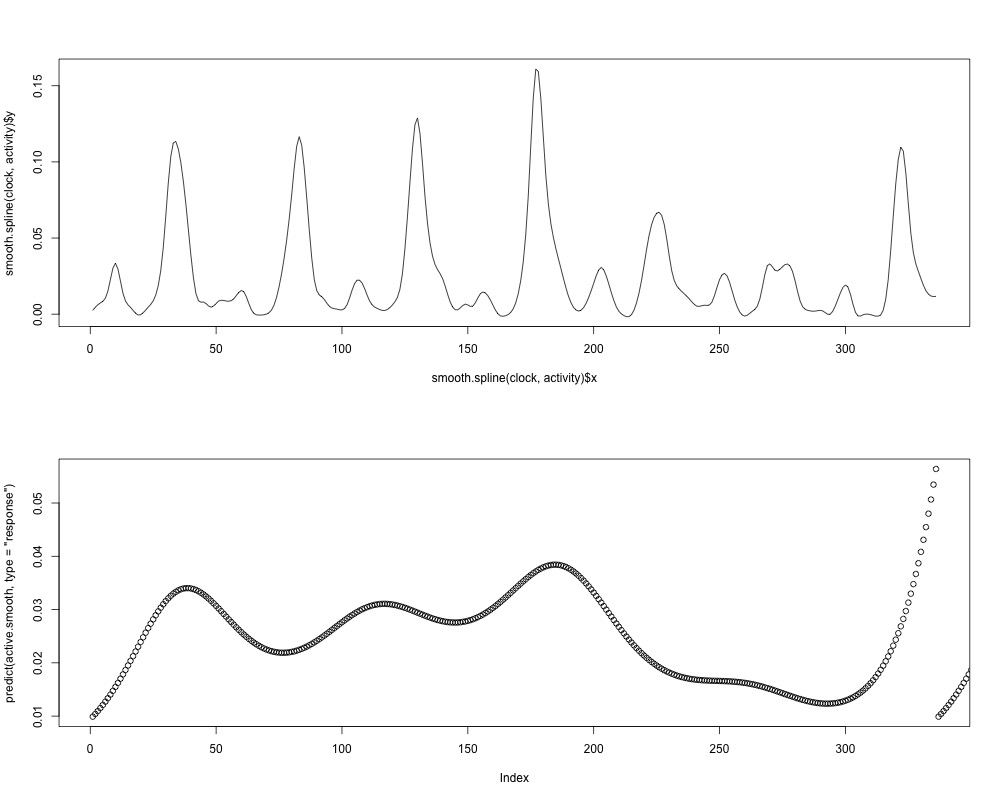 smooth.spline(clock, activity)$y
0.15
0.10
0.05
0.00
0 50 100 150 200 250 300
smooth.spline(clock, activity)$x
predict(active.smooth, type = "response")
0.05
0.04
0.03
0.02
0.01
0 50 100 150 200 250 300
Index